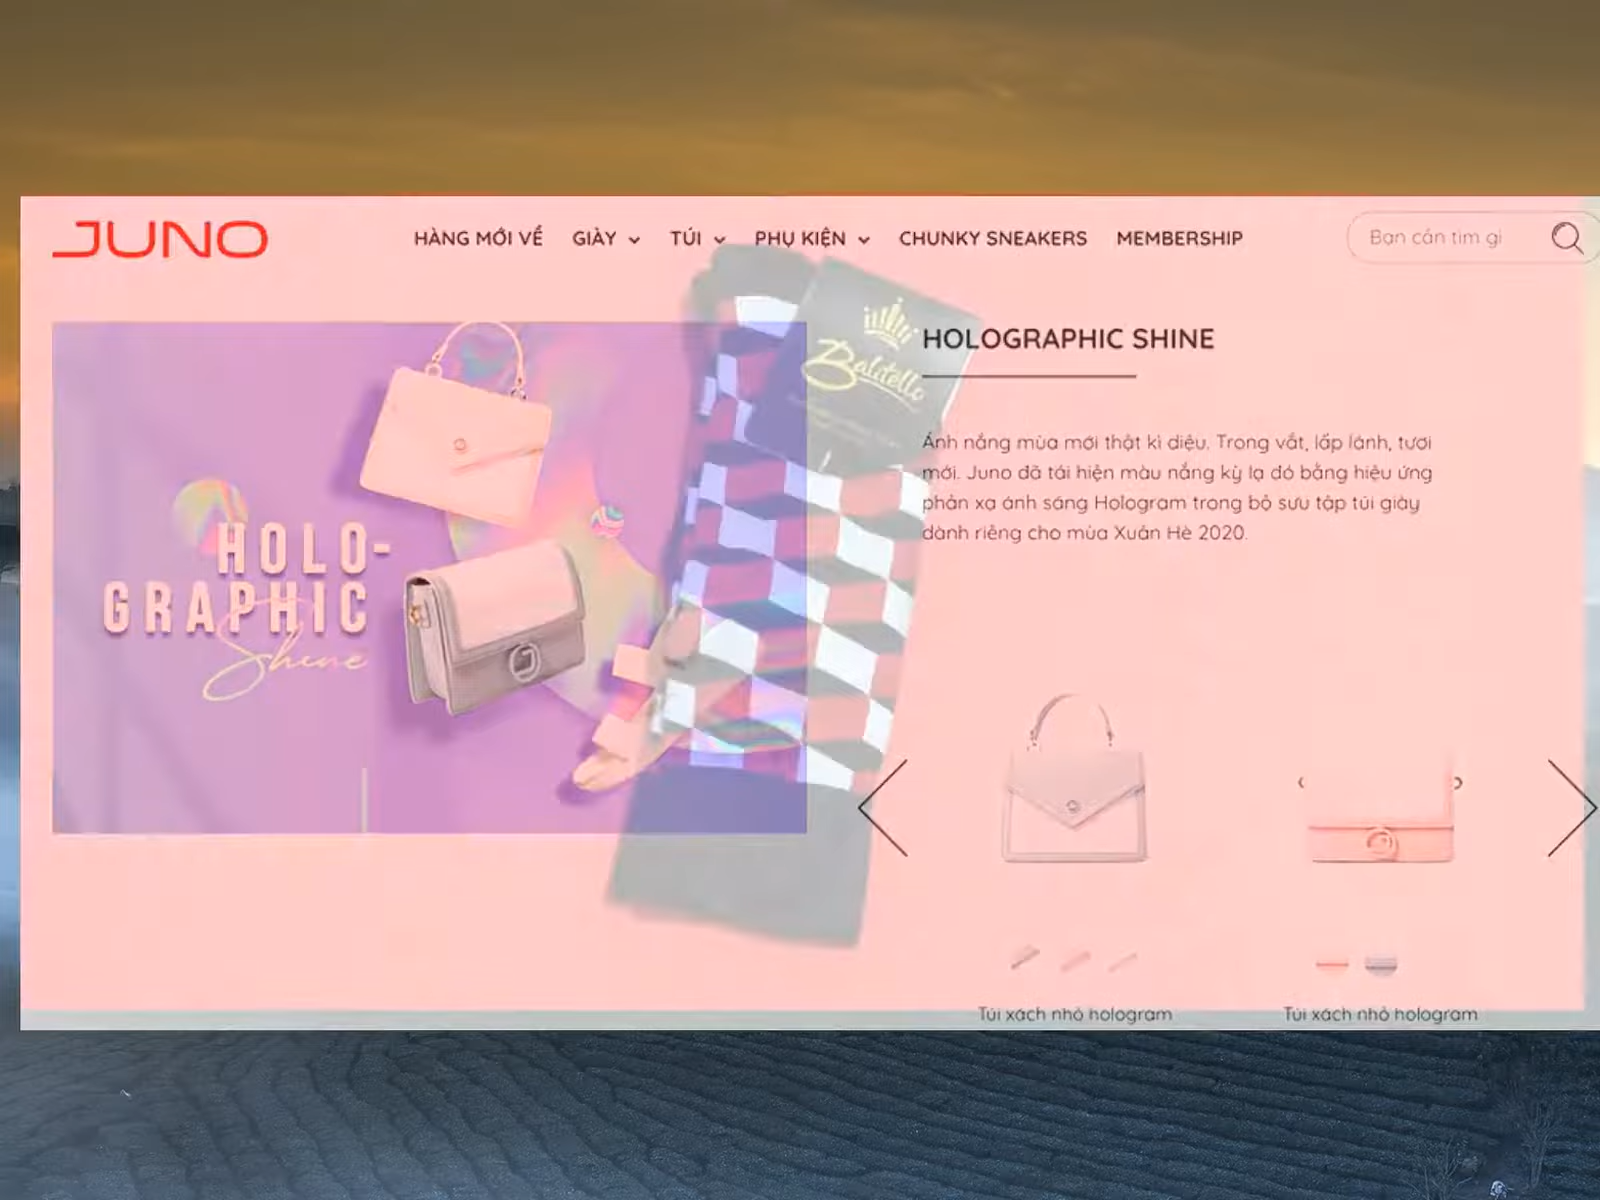 JUNO
HÀNG MỚI VỀ GIÀY TÚI PHỤ KIỆN CHUNKY SNEAKERS MEMBERSHIP
Bạn cần tìm gì
HOLO-
GRAPHIC
Shine
Balitello
HOLOGRAPHIC SHINE
Ánh nắng mùa mới thật kì diệu. Trong vắt, lấp lánh, tươi
mới. Juno đã tái hiện màu nắng kỳ lạ đó bằng hiệu ứng
phản xạ ánh sáng Hologram trong bộ sưu tập túi giày
dành riêng cho mùa Xuân Hè 2020.
Túi xách nhỏ hologram
Túi xách nhỏ hologram